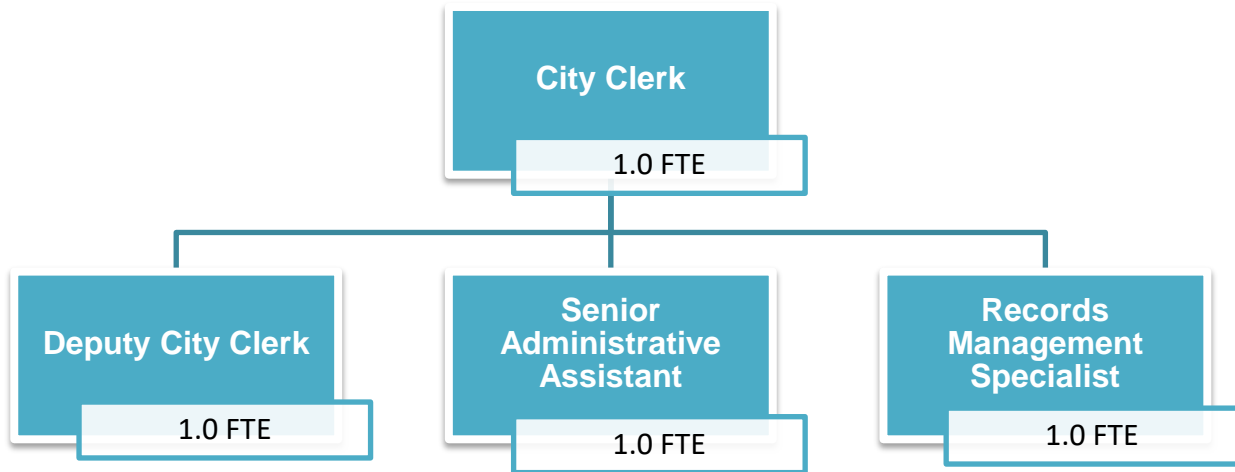 City Clerk
1.0 FTE
Deputy City Clerk
1.0 FTE
Senior
Administrative
Assistant
1.0 FTE
Records
Management
Specialist
1.0 FTE